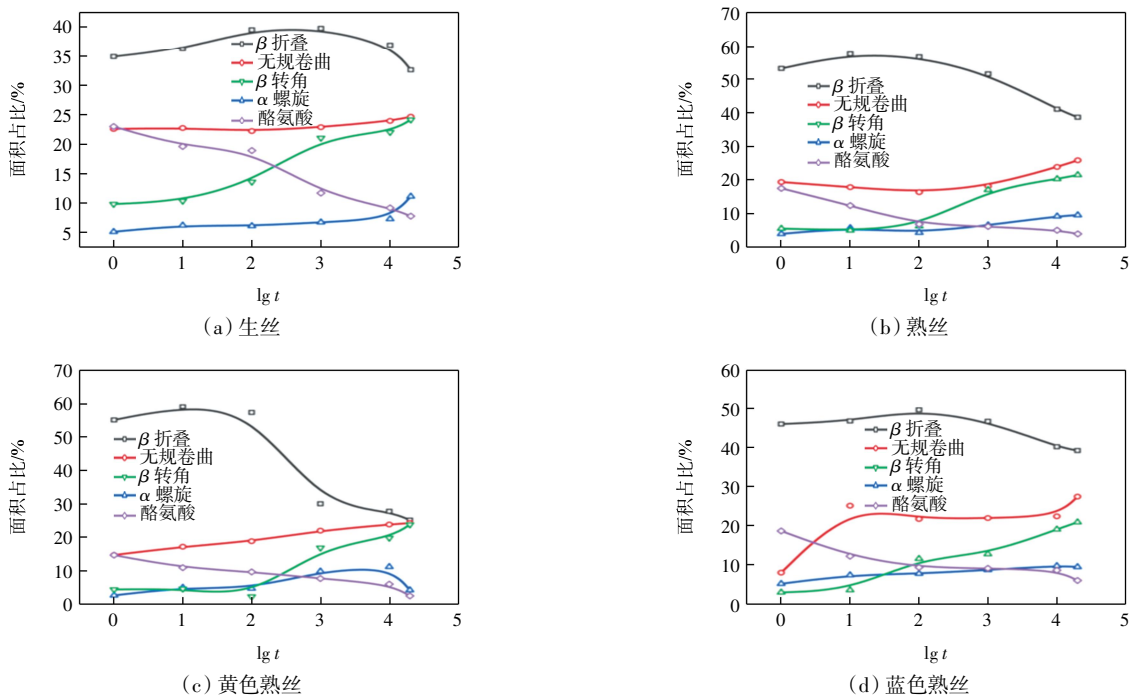 40
35
30
25
20
15
10
5
面积占比/%
β 折叠
无规卷曲
β 转角
α 螺旋
酪氨酸
0 1 2 3 4 5
lg t
(a)生丝
70
60
50
40
30
20
10
0
面积占比/%
β 折叠
无规卷曲
β 转角
α 螺旋
酪氨酸
0 1 2 3 4 5
lg t
(b)熟丝
70
60
50
40
30
20
10
0
面积占比/%
β 折叠
无规卷曲
β 转角
α 螺旋
酪氨酸
0 1 2 3 4 5
lg t
(c)黄色熟丝
60
50
40
30
20
10
0
面积占比/%
β 折叠
无规卷曲
β 转角
α 螺旋
酪氨酸
0 1 2 3 4 5
lg t
(d)蓝色熟丝